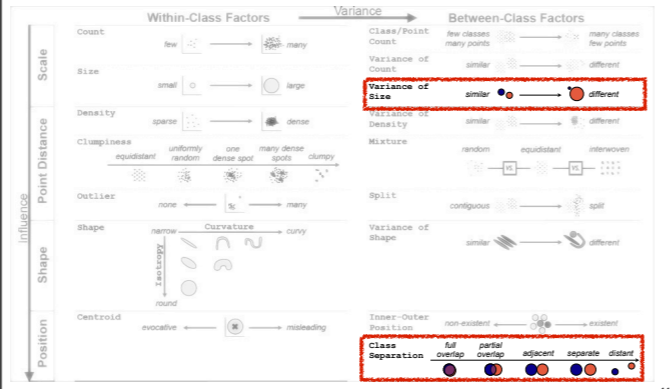 Variance
Within-Class Factors
Between-Class Factors
Influence
Scale
Count
few
many
Class/Point
Count
few classes
many points
many classes
few points
Variance of
Count
similar
different
Size
small
large
Variance of
Size
similar
different
Point Distance
Density
sparse
dense
Variance of
Density
similar
different
Clumpiness
equidistant
uniformly
random
one
dense spot
many dense
spots
clumpy
Mixture
random
equidistant
interwoven
vs.
vs.
Outlier
none
many
Split
contiguous
split
Shape
Shape
narrow
Curvature
curvy
Isotropy
round
Variance of
Shape
similar
different
Position
Centroid
evocative
misleading
Inner-Outer
Position
non-existent
existent
Class
Separation
full
overlap
partial
overlap
adjacent
separate
distant